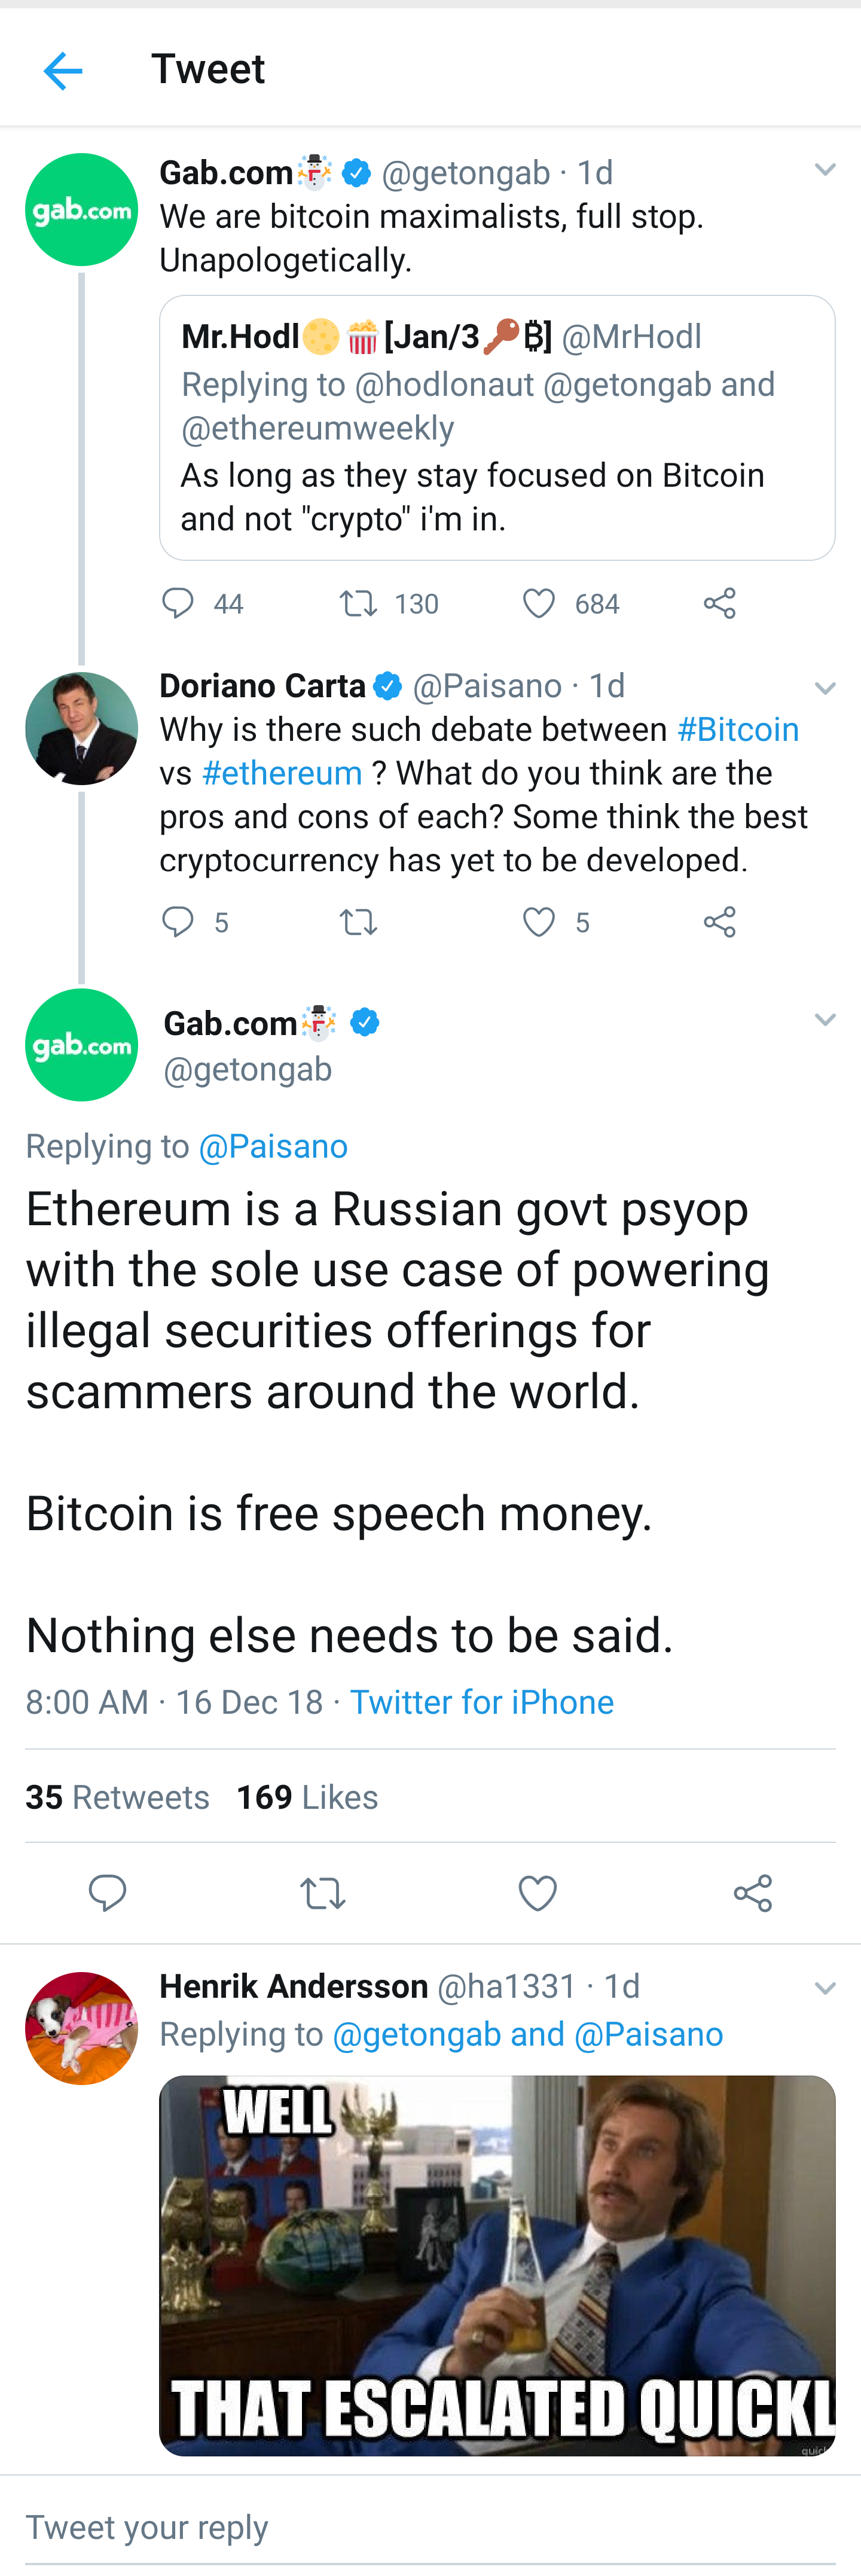 Tweet
gab.com
Gab.com @getongab · 1d
We are bitcoin maximalists, full stop.
Unapologetically.
Mr.Hodl [Jan/3 ₿] @MrHodl
Replying to @hodlonaut @getongab and
@ethereumweekly
As long as they stay focused on Bitcoin
and not "crypto" i'm in.
44 130 684
Doriano Carta @Paisano · 1d
Why is there such debate between #Bitcoin
vs #ethereum ? What do you think are the
pros and cons of each? Some think the best
cryptocurrency has yet to be developed.
5 5
gab.com
Gab.com
@getongab
Replying to @Paisano
Ethereum is a Russian govt psyop
with the sole use case of powering
illegal securities offerings for
scammers around the world.
Bitcoin is free speech money.
Nothing else needs to be said.
8:00 AM · 16 Dec 18 · Twitter for iPhone
35 Retweets 169 Likes
Henrik Andersson @ha1331 · 1d
Replying to @getongab and @Paisano
WELL
THAT ESCALATED QUICKL
Tweet your reply